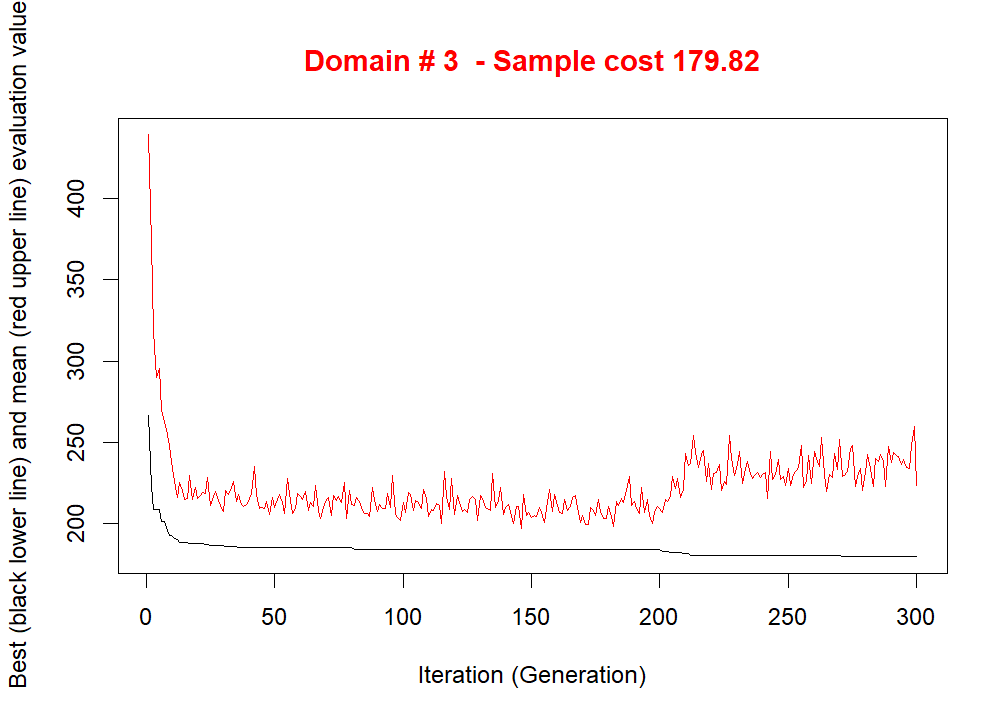 Domain # 3  - Sample cost 179.82
Best (black lower line) and mean (red upper line) evaluation value
400
350
300
250
200
0 50 100 150 200 250 300
Iteration (Generation)